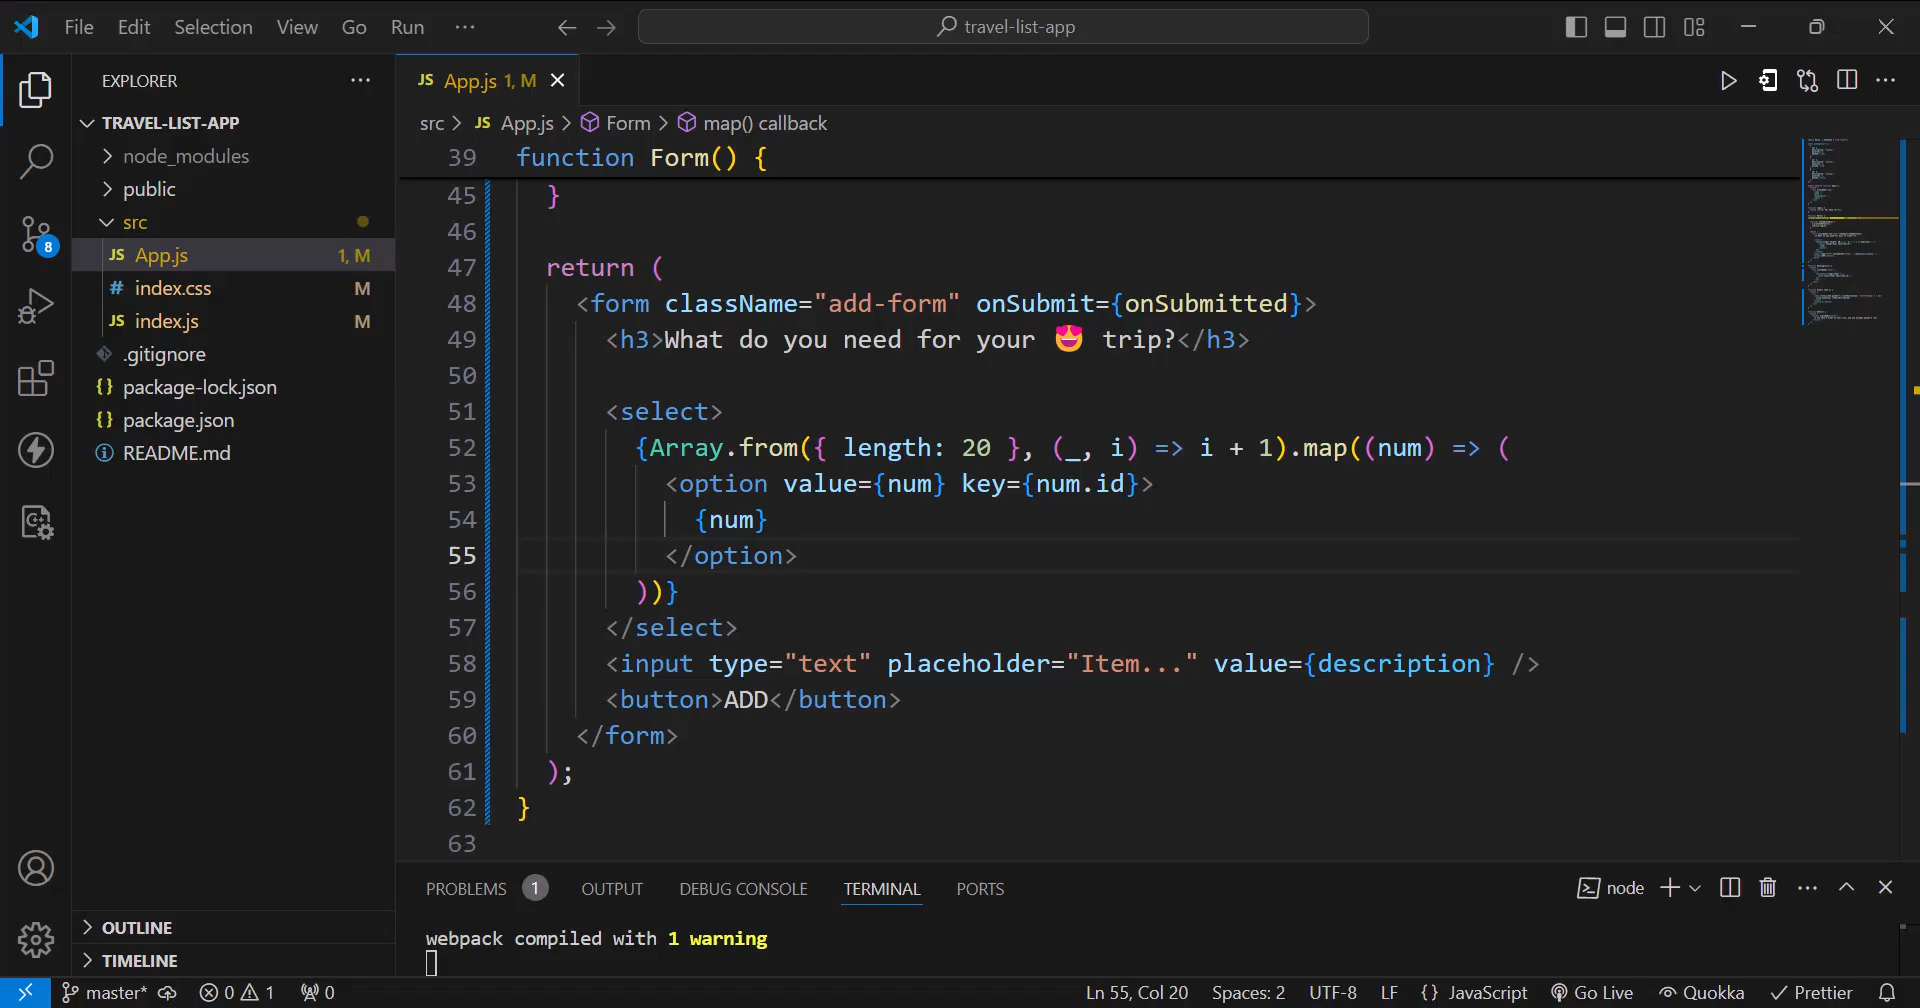 File Edit Selection View Go Run ··· ← → travel-list-app
EXPLORER ···
TRAVEL-LIST-APP
node_modules
public
src
JS App.js 1, M
# index.css M
JS index.js M
.gitignore
{} package-lock.json
{} package.json
README.md
OUTLINE
TIMELINE
JS App.js 1, M
src > JS App.js > Form > map() callback
39 function Form() {
45 }
46
47 return (
48 <form className="add-form" onSubmit={onSubmitted}>
49 <h3>What do you need for your 😍 trip?</h3>
50
51 <select>
52 {Array.from({ length: 20 }, (_, i) => i + 1).map((num) => (
53 <option value={num} key={num.id}>
54 {num}
55 </option>
56 ))}
57 </select>
58 <input type="text" placeholder="Item..." value={description} />
59 <button>ADD</button>
60 </form>
61 );
62 }
63
PROBLEMS 1 OUTPUT DEBUG CONSOLE TERMINAL PORTS node
webpack compiled with 1 warning
8
master* 0 1 0 Ln 55, Col 20 Spaces: 2 UTF-8 LF {} JavaScript Go Live Quokka Prettier